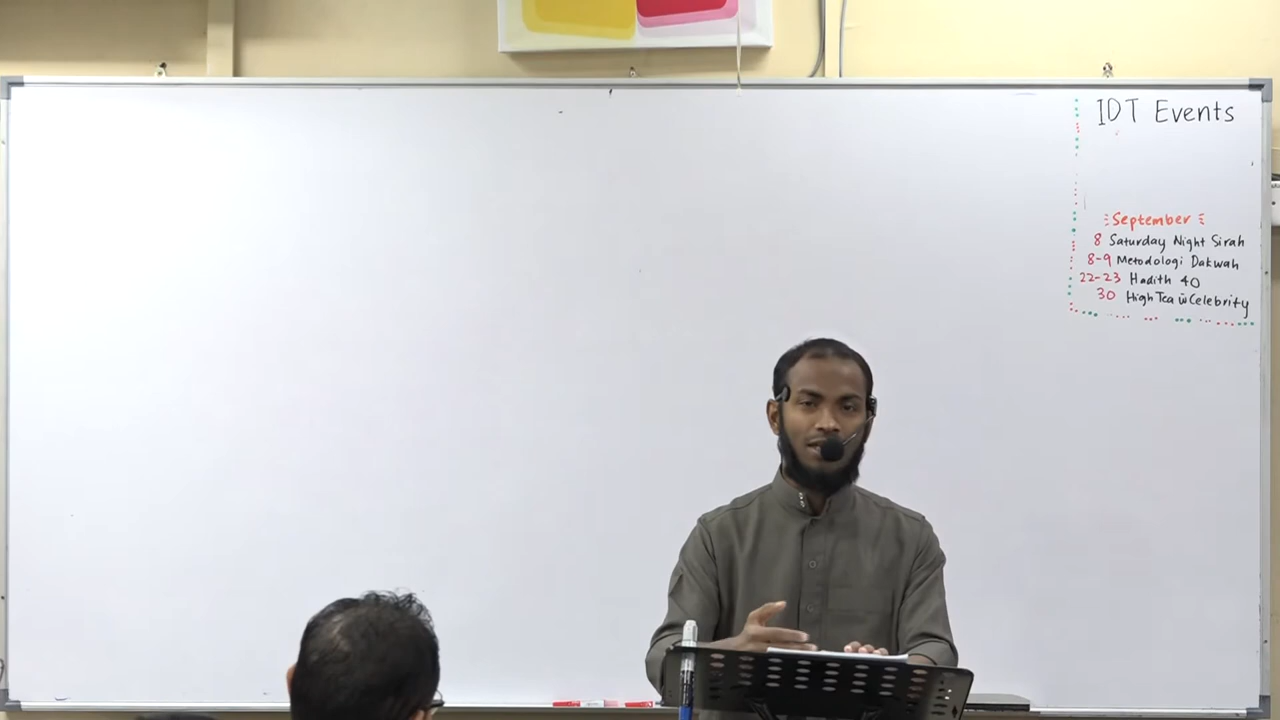 IDT Events
September
8 Saturday Night Sirah
8-9 Metodologi Dakwah
22-23 Hadith 40
30 High Tea w Celebrity